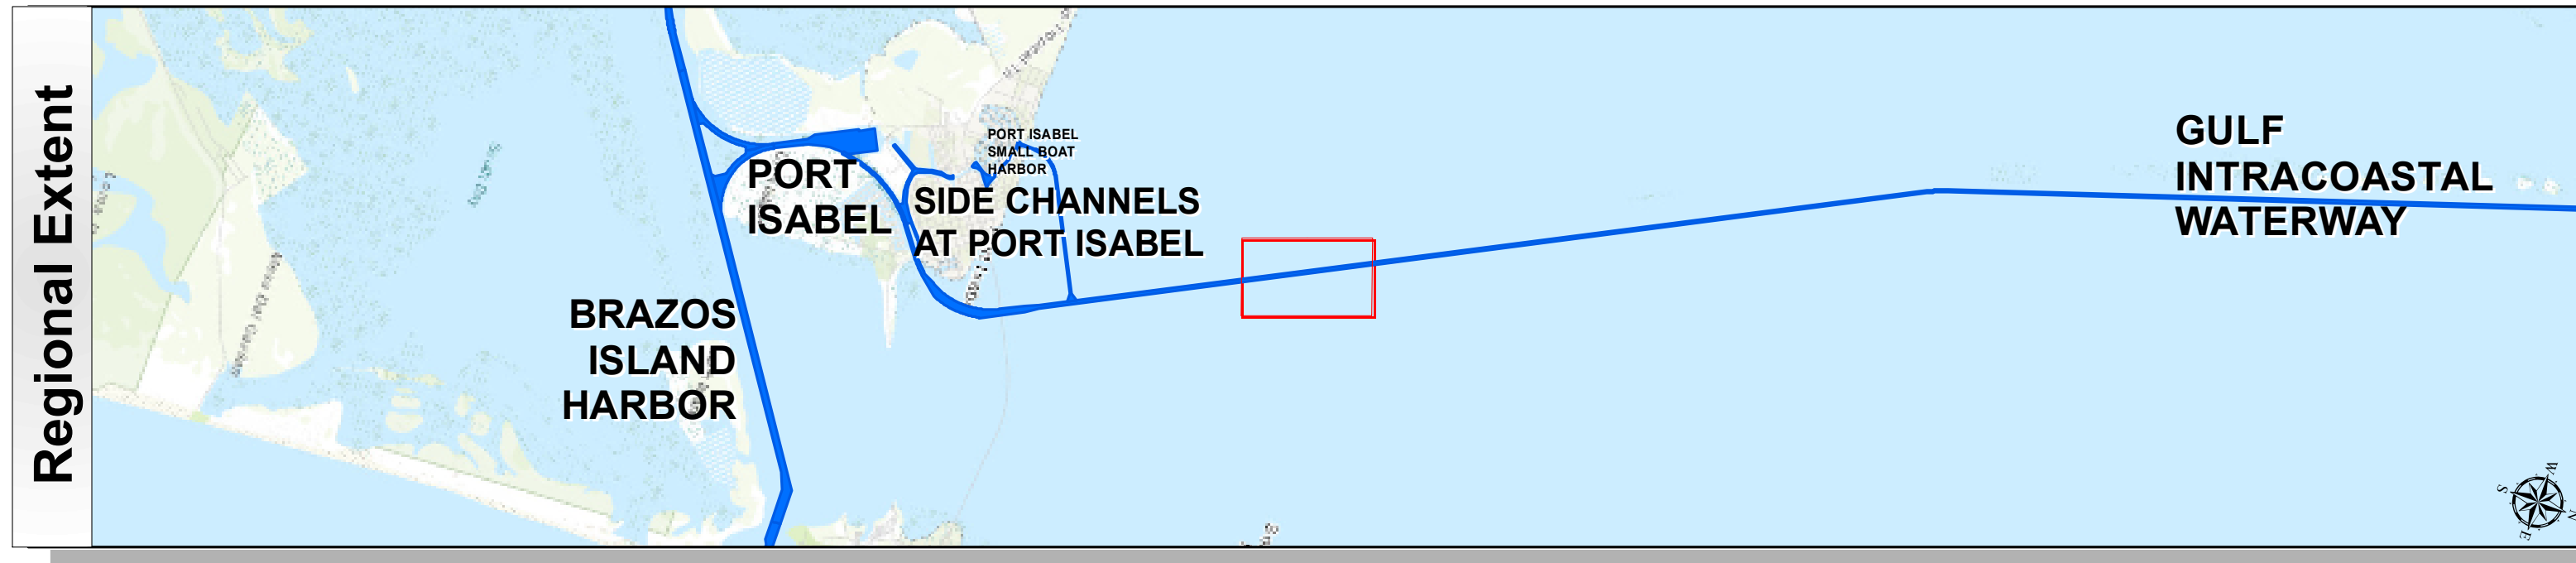 Regional Extent
PORT ISABEL
SMALL BOAT
HARBOR
PORT
ISABEL
SIDE CHANNELS
AT PORT ISABEL
BRAZOS
ISLAND
HARBOR
GULF
INTRACOASTAL
WATERWAY
W
S
N
E